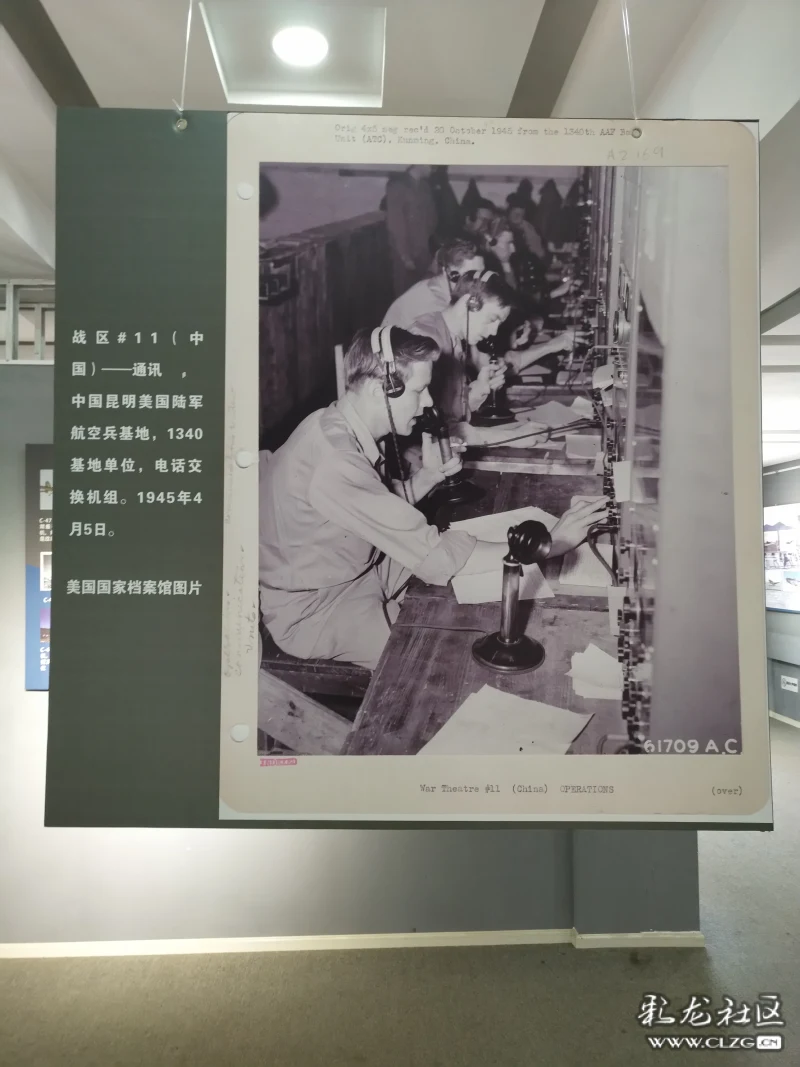 Orig 4x5 neg rec'd 20 October 1945 from the 1340th AAF
Unit (ATC), Kunming, China.
战区#11（中
国）——通讯 ，
中国昆明美国陆军
航空兵基地，1340
基地单位，电话交
换机组。1945年4
月5日。
美国国家档案馆图片
61709 A.C
War Theatre #11 (China) OPERATIONS
(over)
彩龙社区
WWW.CLZG.CN